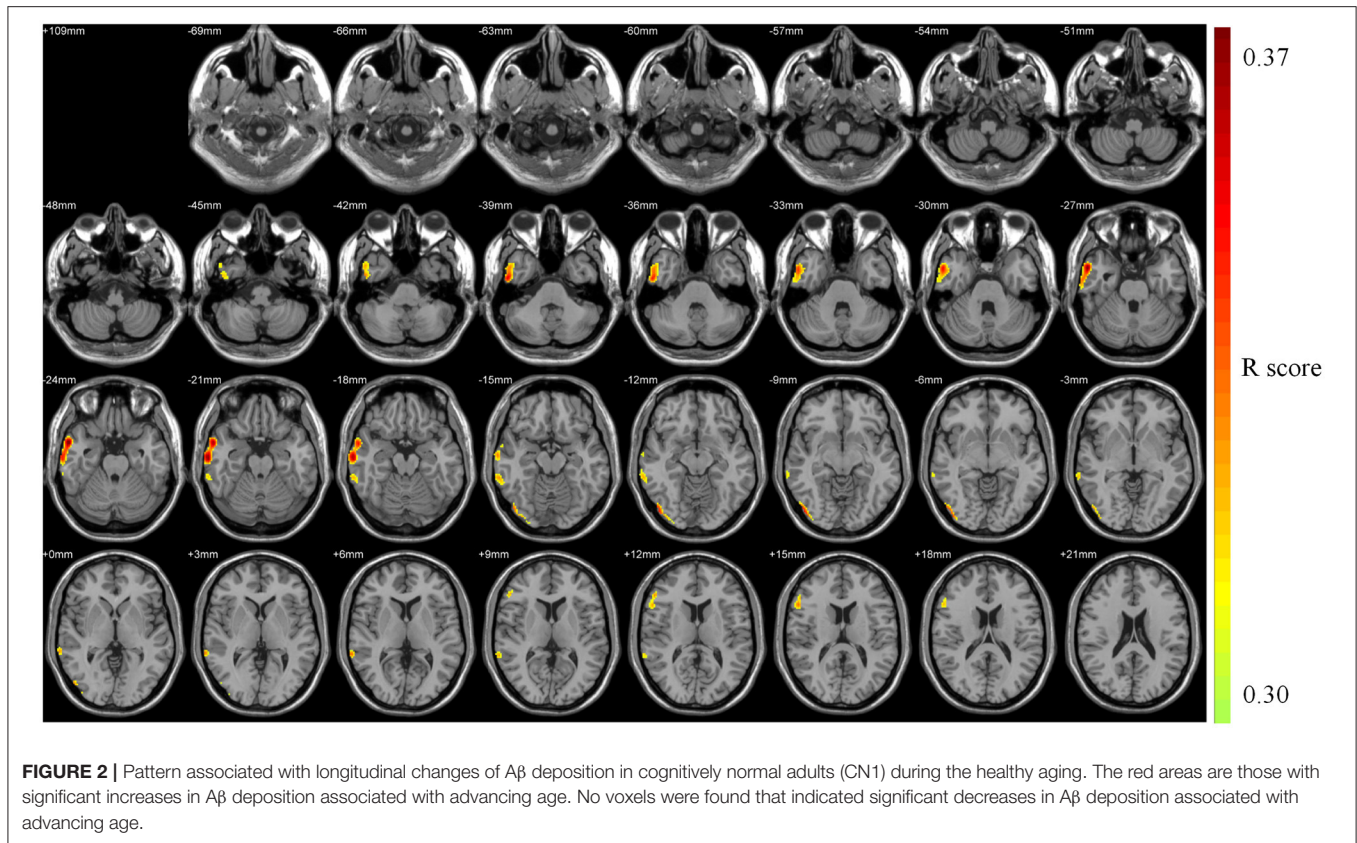 +109mm -69mm -66mm -63mm -60mm -57mm -54mm -51mm
0.37
-48mm -45mm -42mm -39mm -36mm -33mm -30mm -27mm
R score
-24mm -21mm -18mm -15mm -12mm -9mm -6mm -3mm
+0mm +3mm +6mm +9mm +12mm +15mm +18mm +21mm
0.30
FIGURE 2 | Pattern associated with longitudinal changes of Aβ deposition in cognitively normal adults (CN1) during the healthy aging. The red areas are those with
significant increases in Aβ deposition associated with advancing age. No voxels were found that indicated significant decreases in Aβ deposition associated with
advancing age.